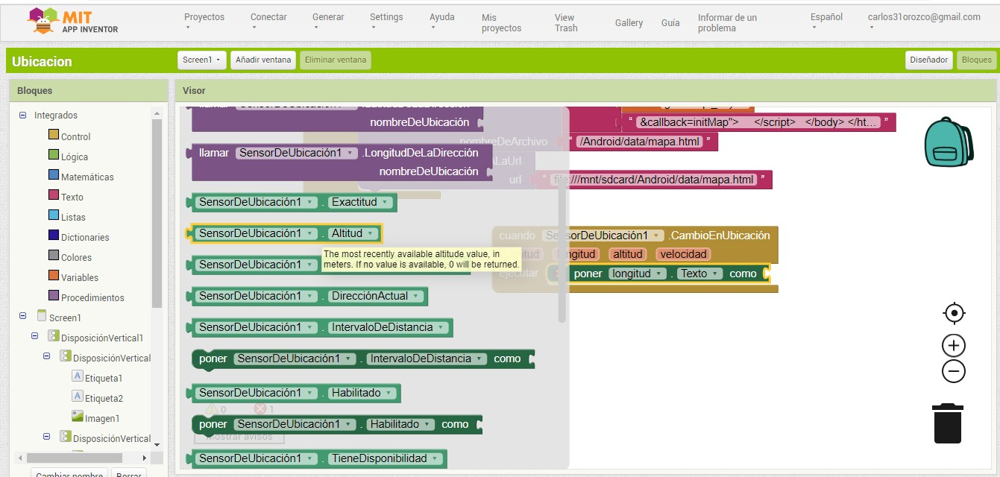 MIT
APP INVENTOR
Proyectos
Conectar
Generar
Settings
Ayuda
Mis
proyectos
View
Trash
Gallery
Guía
Informar de un
problema
Español
carlos31orozco@gmail.com
Ubicacion
Screen1
Añadir ventana
Eliminar ventana
Diseñador
Bloques
Bloques
Integrados
Control
Lógica
Matemáticas
Texto
Listas
Dictionaries
Colores
Variables
Procedimientos
Screen1
DisposiciónVertical1
DisposiciónVertical
Etiqueta1
Etiqueta2
Imagen1
DisposiciónVertical
Cambiar nombre
Borrar
Visor
nombreDeUbicación
llamar SensorDeUbicación1 .LongitudDeLaDirección
nombreDeUbicación
SensorDeUbicación1 . Exactitud
SensorDeUbicación1 . Altitud
The most recently available altitude value, in
meters. If no value is available, 0 will be returned.
SensorDeUbicación1
SensorDeUbicación1 . DirecciónActual
SensorDeUbicación1 . IntervaloDeDistancia
poner SensorDeUbicación1 . IntervaloDeDistancia como
SensorDeUbicación1 . Habilitado
0 1
poner SensorDeUbicación1 . Habilitado como
Mostrar avisos
SensorDeUbicación1 . TieneDisponibilidad
" &callback=initMap"> </script> </body> </ht... "
nombreDeArchivo " /Android/data/mapa.html "
ALaUrl
url " file:///mnt/sdcard/Android/data/mapa.html "
cuando SensorDeUbicación1 .CambioEnUbicación
longitud altitud velocidad
ejecutar poner longitud . Texto como